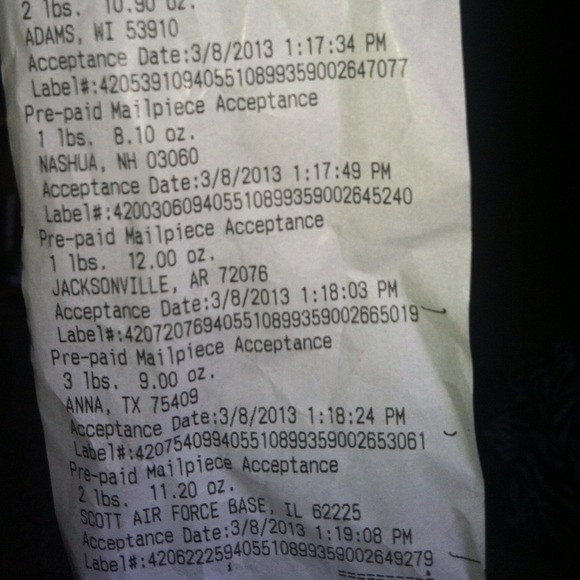 2 lbs. 10.90 oz.
ADAMS, WI 53910
Acceptance Date:3/8/2013 1:17:34 PM
Label#:420539109405510899359002647077
Pre-paid Mailpiece Acceptance
1 lbs. 8.10 oz.
NASHUA, NH 03060
Acceptance Date:3/8/2013 1:17:49 PM
Label#:420030609405510899359002645240
Pre-paid Mailpiece Acceptance
1 lbs. 12.00 oz.
JACKSONVILLE, AR 72076
Acceptance Date:3/8/2013 1:18:03 PM
Label#:420720769405510899359002665019
Pre-paid Mailpiece Acceptance
3 lbs. 9.00 oz.
ANNA, TX 75409
Acceptance Date:3/8/2013 1:18:24 PM
Label#:420754099405510899359002653061
Pre-paid Mailpiece Acceptance
2 lbs. 11.20 oz.
SCOTT AIR FORCE BASE, IL 62225
Acceptance Date:3/8/2013 1:19:08 PM
Label#:420622259405510899359002649279